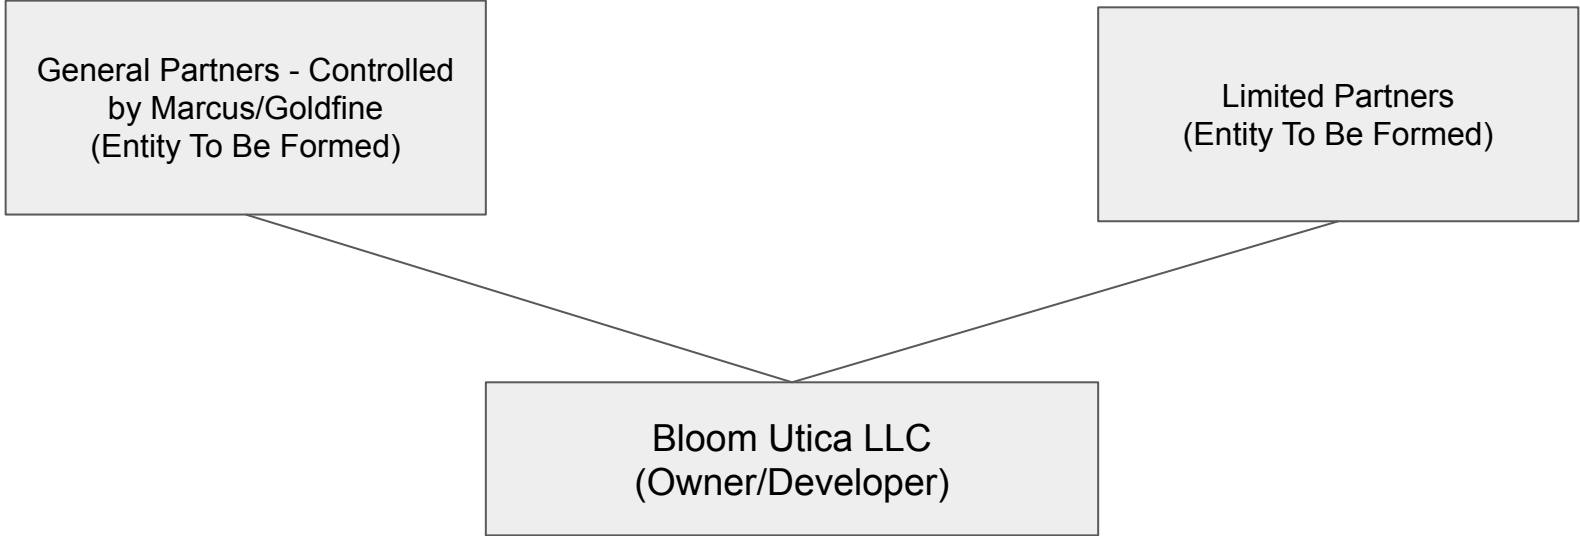 General Partners - Controlled
by Marcus/Goldfine
(Entity To Be Formed)
Limited Partners
(Entity To Be Formed)
Bloom Utica LLC
(Owner/Developer)